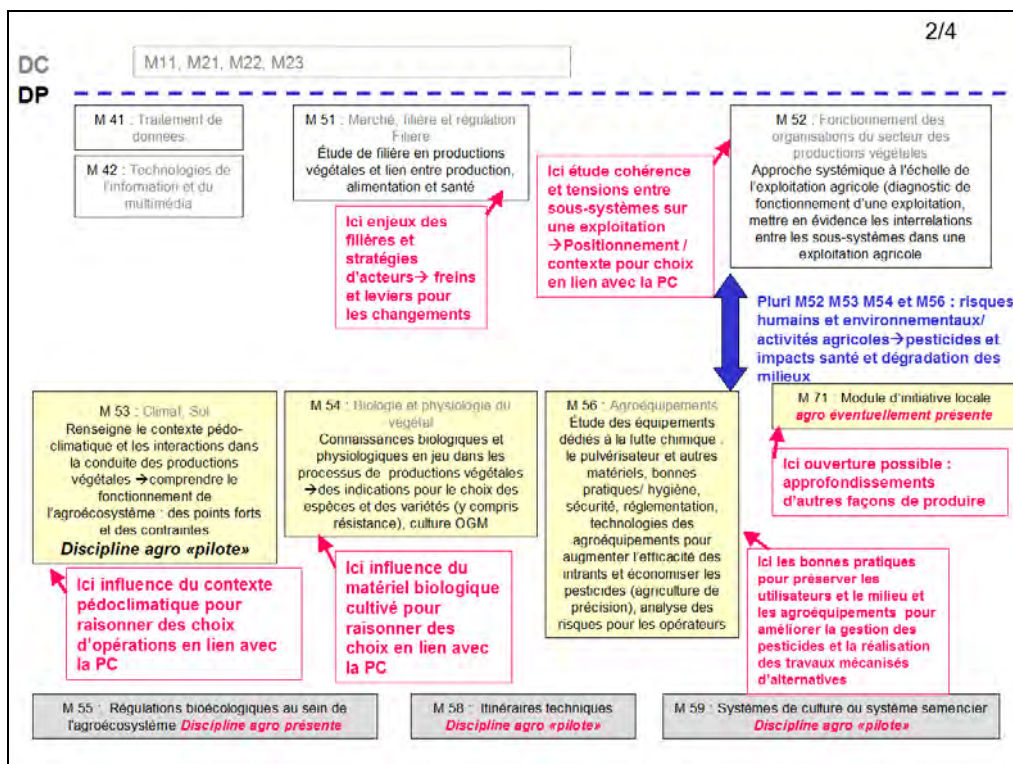 2/4
DC
M11, M21, M22, M23
DP
M 41 : Traitement de
données
M 42 : Technologies de
l'information et du
multimédia
M 51 : Marché, filière et régulation
Filière
Étude de filière en productions
végétales et lien entre production,
alimentation et santé
Ici enjeux des
filières et
stratégies
d'acteurs→ freins
et leviers pour
les changements
Ici étude cohérence
et tensions entre
sous-systèmes sur
une exploitation
→Positionnement /
contexte pour choix
en lien avec la PC
M 52 : Fonctionnement des
organisations du secteur des
productions végétales
Approche systémique à l'échelle de
l'exploitation agricole (diagnostic de
fonctionnement d'une exploitation,
mettre en évidence les interrelations
entre les sous-systèmes dans une
exploitation agricole
Pluri M52 M53 M54 et M56 : risques
humains et environnementaux/
activités agricoles→pesticides et
impacts santé et dégradation des
milieux
M 53 : Climat, Sol
Renseigne le contexte pédo-
climatique et les interactions dans
la conduite des productions
végétales →comprendre le
fonctionnement de
l'agroécosystème : des points forts
et des contraintes
Discipline agro «pilote»
Ici influence du contexte
pédoclimatique pour
raisonner des choix
d'opérations en lien avec
la PC
M 54 : Biologie et physiologie du
végétal
Connaissances biologiques et
physiologiques en jeu dans les
processus de productions végétales
→des indications pour le choix des
espèces et des variétés (y compris
résistance), culture OGM
Ici influence du
matériel biologique
cultivé pour
raisonner des
choix en lien avec
la PC
M 56 : Agroéquipements
Étude des équipements
dédiés à la lutte chimique :
le pulvérisateur et autres
matériels, bonnes
pratiques/ hygiène,
sécurité, réglementation,
technologies des
agroéquipements pour
augmenter l'efficacité des
intrants et économiser les
pesticides (agriculture de
précision), analyse des
risques pour les opérateurs
M 71 : Module d'initiative locale
agro éventuellement présente
Ici ouverture possible :
approfondissements
d'autres façons de produire
Ici les bonnes pratiques
pour préserver les
utilisateurs et le milieu et
les agroéquipements pour
améliorer la gestion des
pesticides et la réalisation
des travaux mécanisés
d'alternatives
M 55 : Régulations bioécologiques au sein de
l'agroécosystème Discipline agro présente
M 58 : Itinéraires techniques
Discipline agro «pilote»
M 59 : Systèmes de culture ou système semencier
Discipline agro «pilote»